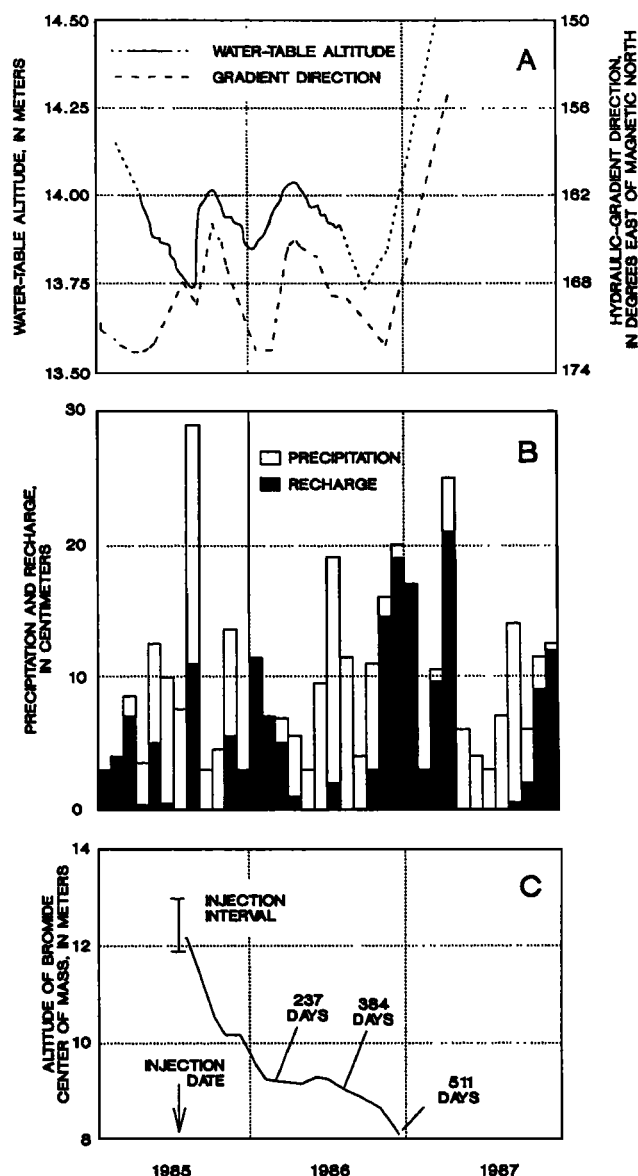 14.50
14.25
14.00
13.75
13.50
WATER-TABLE ALTITUDE, IN METERS
WATER-TABLE ALTITUDE
GRADIENT DIRECTION
A
150
156
162
168
174
HYDRAULIC-GRADIENT DIRECTION,
IN DEGREES EAST OF MAGNETIC NORTH
30
20
10
0
PRECIPITATION AND RECHARGE,
IN CENTIMETERS
PRECIPITATION
RECHARGE
B
14
12
10
8
ALTITUDE OF BROMIDE
CENTER OF MASS, IN METERS
INJECTION
INTERVAL
C
237
DAYS
384
DAYS
511
DAYS
INJECTION
DATE
1985
1986
1987